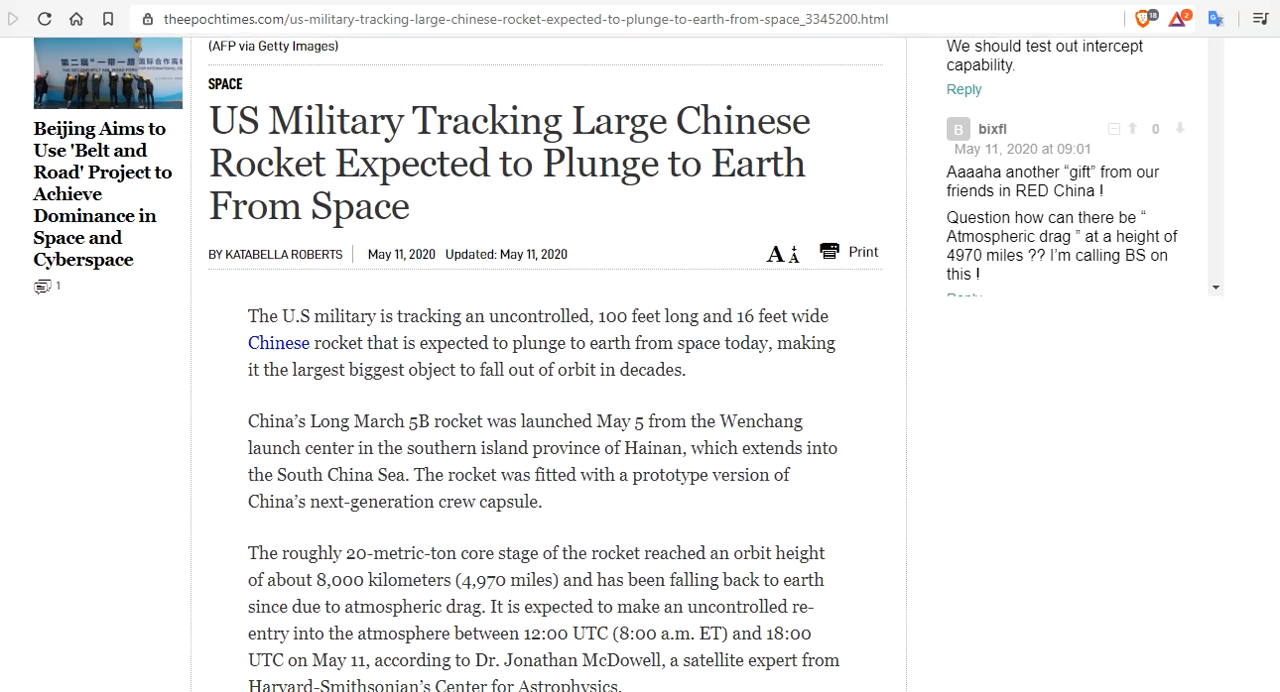 theepochtimes.com/us-military-tracking-large-chinese-rocket-expected-to-plunge-to-earth-from-space_3345200.html
18
2
Beijing Aims to
Use 'Belt and
Road' Project to
Achieve
Dominance in
Space and
Cyberspace
1
(AFP via Getty Images)
SPACE
US Military Tracking Large Chinese
Rocket Expected to Plunge to Earth
From Space
BY KATABELLA ROBERTS
May 11, 2020 Updated: May 11, 2020
A A
Print
The U.S military is tracking an uncontrolled, 100 feet long and 16 feet wide
Chinese rocket that is expected to plunge to earth from space today, making
it the largest biggest object to fall out of orbit in decades.
China’s Long March 5B rocket was launched May 5 from the Wenchang
launch center in the southern island province of Hainan, which extends into
the South China Sea. The rocket was fitted with a prototype version of
China’s next-generation crew capsule.
The roughly 20-metric-ton core stage of the rocket reached an orbit height
of about 8,000 kilometers (4,970 miles) and has been falling back to earth
since due to atmospheric drag. It is expected to make an uncontrolled re-
entry into the atmosphere between 12:00 UTC (8:00 a.m. ET) and 18:00
UTC on May 11, according to Dr. Jonathan McDowell, a satellite expert from
Harvard-Smithsonian’s Center for Astrophysics.
We should test out intercept
capability.
Reply
B bixfl
0
May 11, 2020 at 09:01
Aaaaha another “gift” from our
friends in RED China !
Question how can there be “
Atmospheric drag ” at a height of
4970 miles ?? I’m calling BS on
this !
Reply